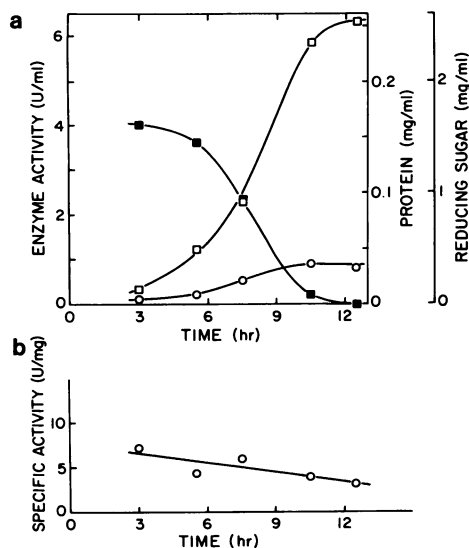 a
ENZYME ACTIVITY (U/ml)
6
4
2
0
0 3 6 9 12
TIME (hr)
0.2
0.1
0
PROTEIN (mg/ml)
2
1
0
REDUCING SUGAR (mg/ml)
b
SPECIFIC ACTIVITY (U/mg)
10
5
0
0 3 6 9 12
TIME (hr)